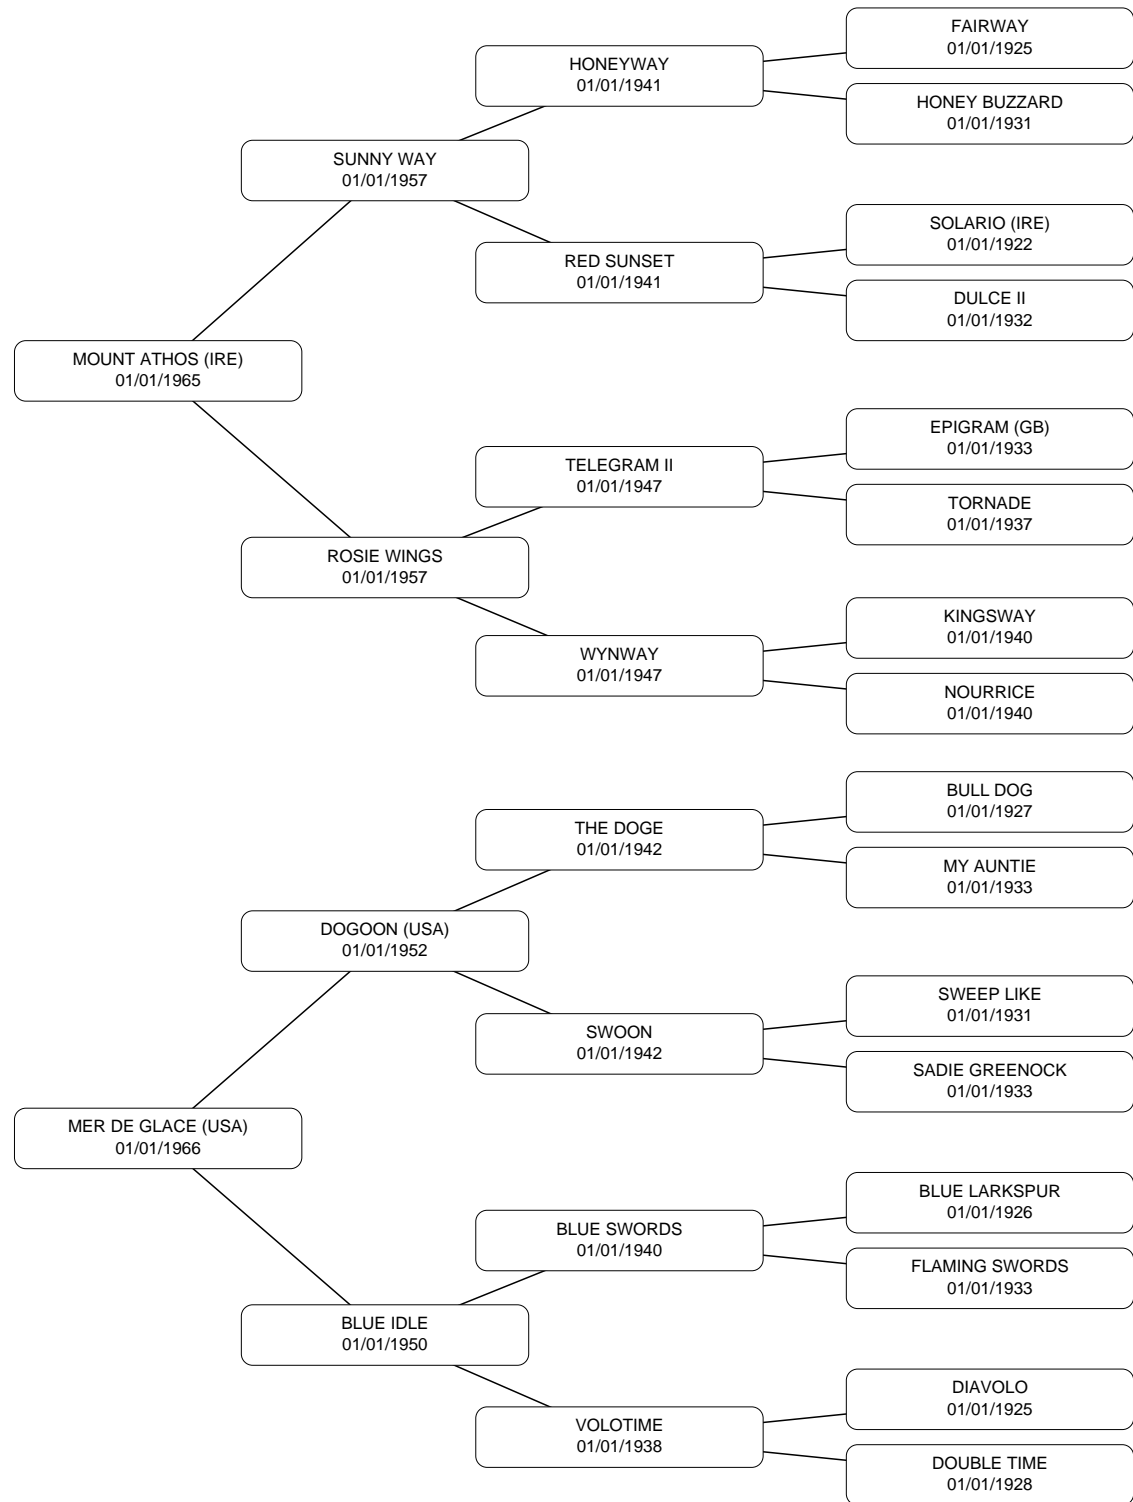 FAIRWAY
01/01/1925
HONEYWAY
01/01/1941
HONEY BUZZARD
01/01/1931
SUNNY WAY
01/01/1957
SOLARIO (IRE)
01/01/1922
RED SUNSET
01/01/1941
DULCE II
01/01/1932
MOUNT ATHOS (IRE)
01/01/1965
EPIGRAM (GB)
01/01/1933
TELEGRAM II
01/01/1947
TORNADE
01/01/1937
ROSIE WINGS
01/01/1957
KINGSWAY
01/01/1940
WYNWAY
01/01/1947
NOURRICE
01/01/1940
BULL DOG
01/01/1927
THE DOGE
01/01/1942
MY AUNTIE
01/01/1933
DOGOON (USA)
01/01/1952
SWEEP LIKE
01/01/1931
SWOON
01/01/1942
SADIE GREENOCK
01/01/1933
MER DE GLACE (USA)
01/01/1966
BLUE LARKSPUR
01/01/1926
BLUE SWORDS
01/01/1940
FLAMING SWORDS
01/01/1933
BLUE IDLE
01/01/1950
DIAVOLO
01/01/1925
VOLOTIME
01/01/1938
DOUBLE TIME
01/01/1928